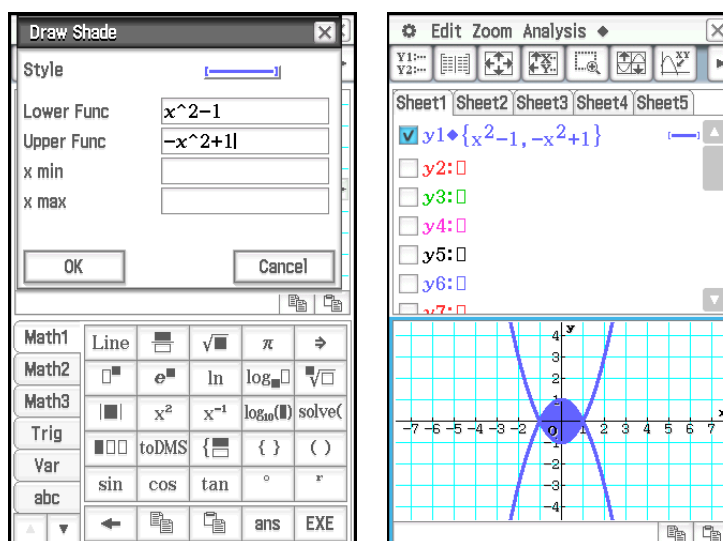 Draw Shade
Style
Lower Func x^2−1
Upper Func −x^2+1
x min
x max
OK Cancel
Math1 Line √■ π ⇒
Math2 □■ e■ ln log■□ ■√□
Math3 |■| x² x⁻¹ log₁₀(■) solve(
Trig ■□□ toDMS { } ( )
Var sin cos tan ° r
abc ← ans EXE
Edit Zoom Analysis ◆
Y1:···
Y2:···
Sheet1 Sheet2 Sheet3 Sheet4 Sheet5
y1◆{x²−1, −x²+1}
y2:□
y3:□
y4:□
y5:□
y6:□
y7:□
y
4
3
2
−7 −6 −5 −4 −3 −2 0 1 2 3 4 5 6 7 x
−2
−3
−4